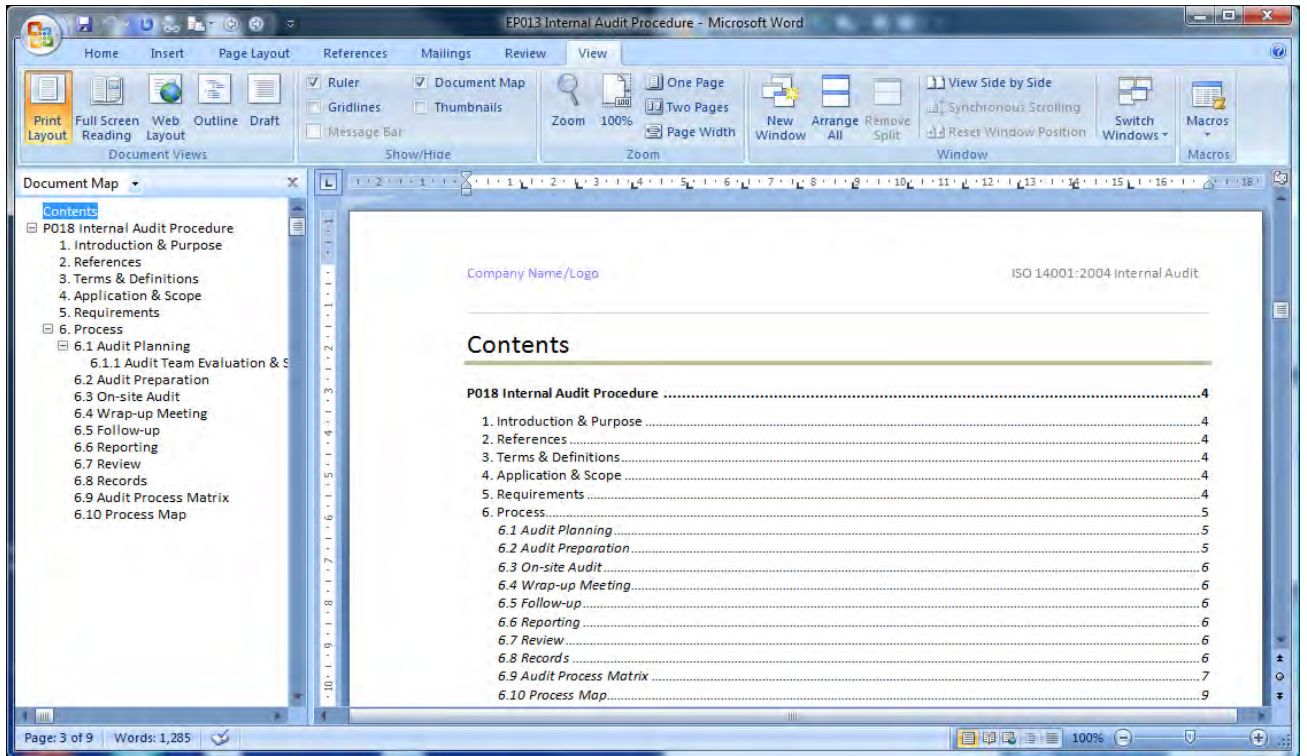 EP013 Internal Audit Procedure - Microsoft Word
Home Insert Page Layout References Mailings Review View
Print Layout
Full Screen Reading
Web Layout
Outline
Draft
Document Views
Ruler
Gridlines
Message Bar
Document Map
Thumbnails
Show/Hide
Zoom
100%
One Page
Two Pages
Page Width
Zoom
New Window
Arrange All
Remove Split
View Side by Side
Synchronous Scrolling
Reset Window Position
Switch Windows
Window
Macros
Macros
Document Map
Contents
P018 Internal Audit Procedure
1. Introduction & Purpose
2. References
3. Terms & Definitions
4. Application & Scope
5. Requirements
6. Process
6.1 Audit Planning
6.1.1 Audit Team Evaluation & S
6.2 Audit Preparation
6.3 On-site Audit
6.4 Wrap-up Meeting
6.5 Follow-up
6.6 Reporting
6.7 Review
6.8 Records
6.9 Audit Process Matrix
6.10 Process Map
Company Name/Logo ISO 14001:2004 Internal Audit
Contents
P018 Internal Audit Procedure ........ 4
1. Introduction & Purpose ........ 4
2. References ........ 4
3. Terms & Definitions ........ 4
4. Application & Scope ........ 4
5. Requirements ........ 4
6. Process ........ 5
6.1 Audit Planning ........ 5
6.2 Audit Preparation ........ 5
6.3 On-site Audit ........ 6
6.4 Wrap-up Meeting ........ 6
6.5 Follow-up ........ 6
6.6 Reporting ........ 6
6.7 Review ........ 6
6.8 Records ........ 6
6.9 Audit Process Matrix ........ 7
6.10 Process Map ........ 9
Page: 3 of 9 Words: 1,285 100%